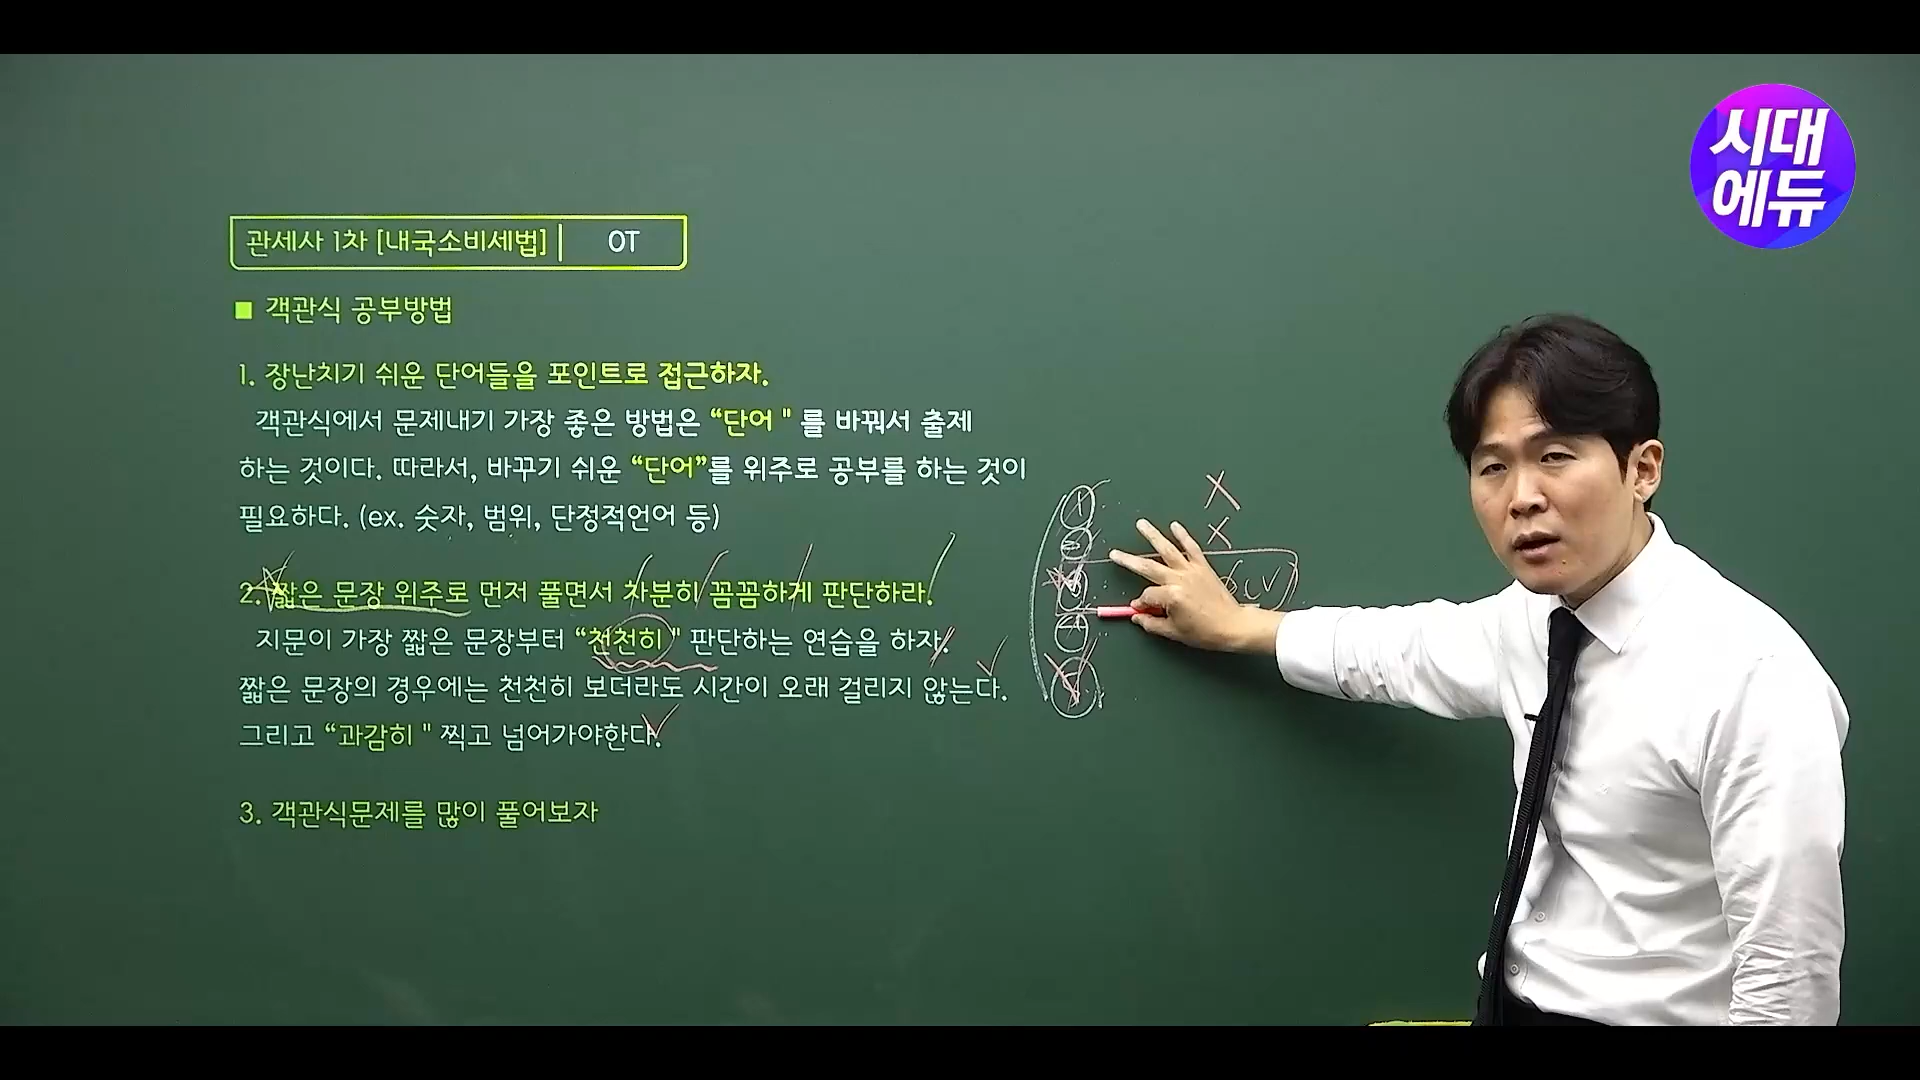 시대
에듀
관세사 1차 [내국소비세법] | OT
■ 객관식 공부방법
1. 장난치기 쉬운 단어들을 포인트로 접근하자.
객관식에서 문제내기 가장 좋은 방법은 “단어" 를 바꿔서 출제
하는 것이다. 따라서, 바꾸기 쉬운 “단어”를 위주로 공부를 하는 것이
필요하다. (ex. 숫자, 범위, 단정적언어 등)
2. 짧은 문장 위주로 먼저 풀면서 차분히 꼼꼼하게 판단하라.
지문이 가장 짧은 문장부터 “천천히" 판단하는 연습을 하자.
짧은 문장의 경우에는 천천히 보더라도 시간이 오래 걸리지 않는다.
그리고 “과감히" 찍고 넘어가야한다.
3. 객관식문제를 많이 풀어보자